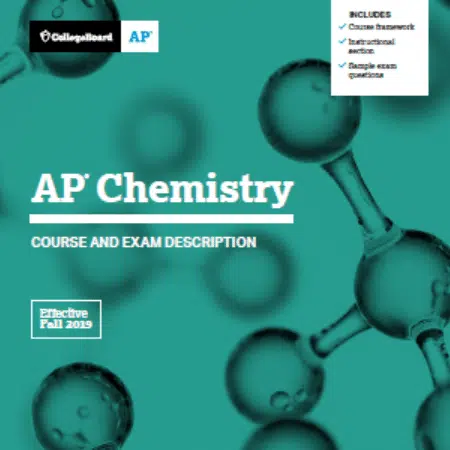 CollegeBoard
AP®
INCLUDES
✓ Course framework
✓ Instructional
section
✓ Sample exam
questions
AP® Chemistry
COURSE AND EXAM DESCRIPTION
Effective
Fall 2019